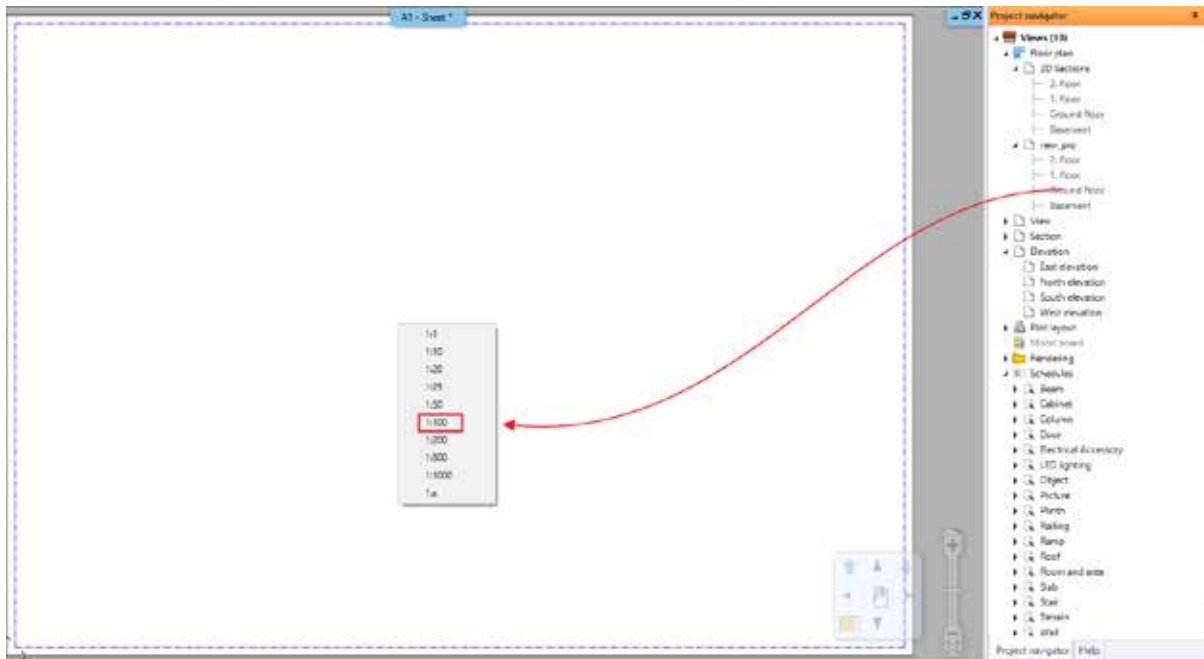 A1 - Sheet *
Project navigator
Views (13)
Floor plan
2D Sections
2. Floor
1. Floor
Ground Floor
Basement
new_pro
2. Floor
1. Floor
Ground Floor
Basement
View
Section
Elevation
East elevation
North elevation
South elevation
West elevation
Plot layout
Rendering
Schedules
Beam
Cabinet
Column
Door
Electrical Accessory
LED lighting
Object
Picture
Plinth
Railing
Ramp
Roof
Room and area
Slab
Stair
Terrain
1:1
1:10
1:20
1:25
1:50
1:100
1:200
1:500
1:1000
1:x
Project navigator
Help